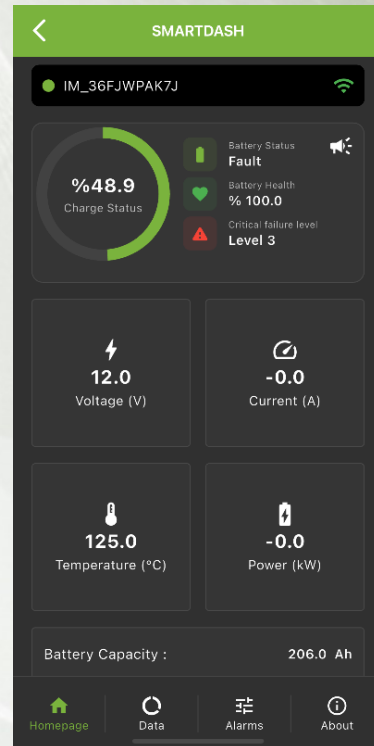 SMARTDASH
IM_36FJWPAK7J
%48.9
Charge Status
Battery Status
Fault
Battery Health
% 100.0
Critical failure level
Level 3
12.0
Voltage (V)
-0.0
Current (A)
125.0
Temperature (°C)
-0.0
Power (kW)
Battery Capacity : 206.0 Ah
Homepage Data Alarms About